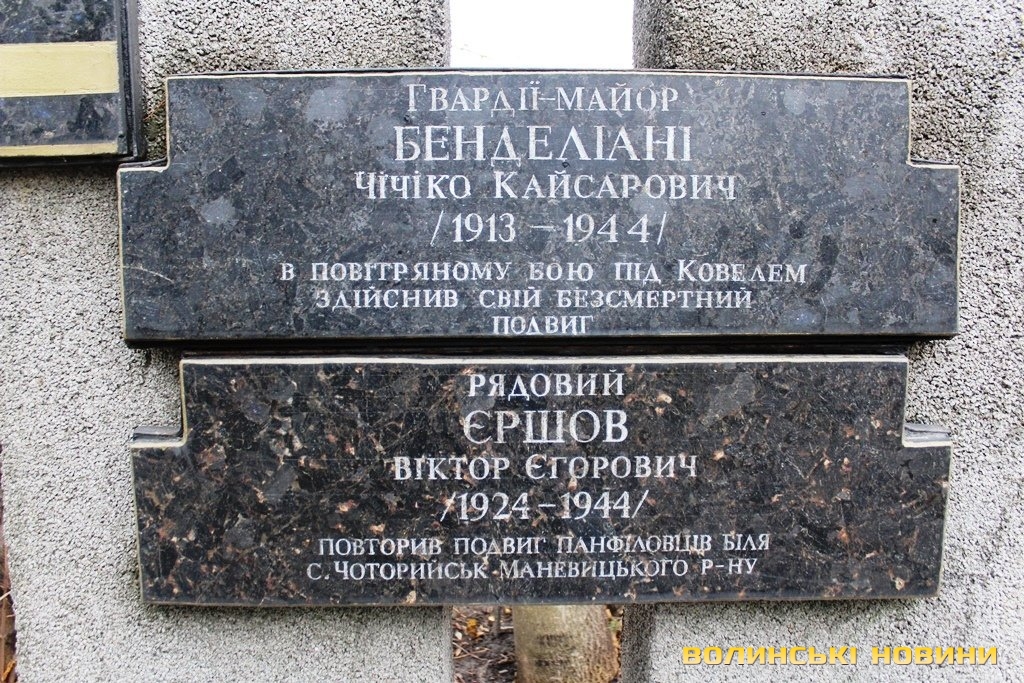 Гвардії-майор
БЕНДЕЛІАНІ
Чічіко Кайсарович
/1913 – 1944/
в повітряному бою під Ковелем
здійснив свій безсмертний
подвиг
рядовий
ЄРШОВ
Віктор Єгорович
/1924 – 1944/
повторив подвиг панфіловців біля
с. Чоторийськ Маневицького р-ну
ВОЛИНСЬКІ НОВИНИ